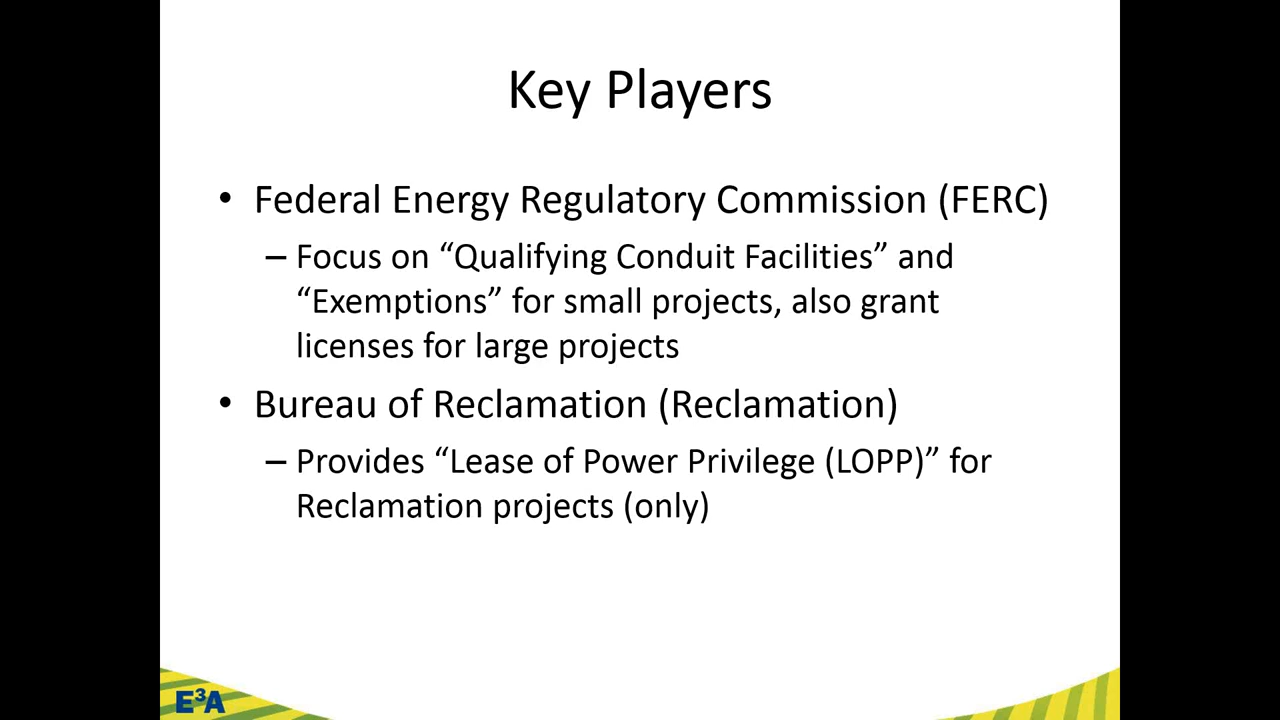 Key Players
• Federal Energy Regulatory Commission (FERC)
– Focus on “Qualifying Conduit Facilities” and
“Exemptions” for small projects, also grant
licenses for large projects
• Bureau of Reclamation (Reclamation)
– Provides “Lease of Power Privilege (LOPP)” for
Reclamation projects (only)
E³A